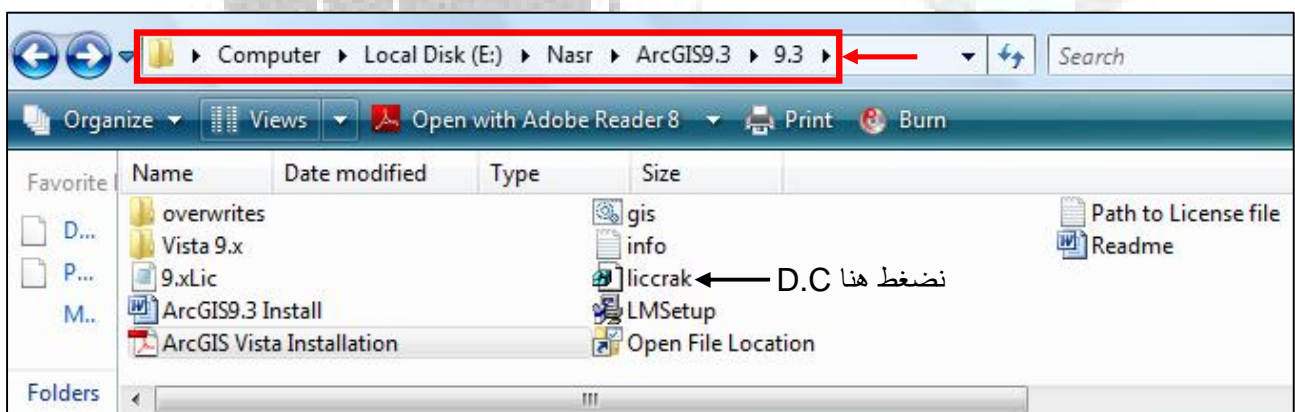 Computer Local Disk (E:) Nasr ArcGIS9.3 9.3 Search
Organize Views Open with Adobe Reader 8 Print Burn
Favorite
Name Date modified Type Size
D...
P...
M..
Folders
overwrites
Vista 9.x
9.xLic
ArcGIS9.3 Install
ArcGIS Vista Installation
gis
info
liccrak
LMSetup
Open File Location
Path to License file
Readme
نضغط هنا D.C